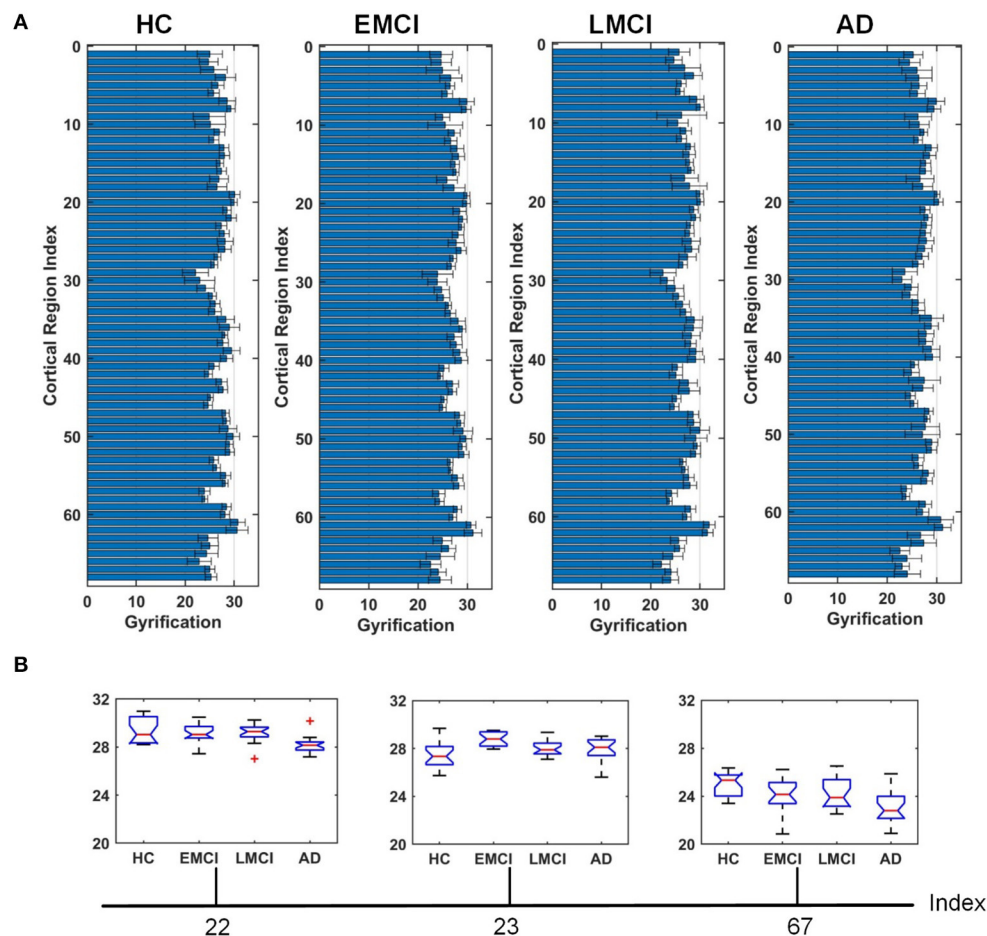 A
HC
EMCI
LMCI
AD
Cortical Region Index
0
10
20
30
40
50
60
0 10 20 30
Gyrification
Cortical Region Index
0
10
20
30
40
50
60
0 10 20 30
Gyrification
Cortical Region Index
0
10
20
30
40
50
60
0 10 20 30
Gyrification
Cortical Region Index
0
10
20
30
40
50
60
0 10 20 30
Gyrification
B
32
28
24
20
HC EMCI LMCI AD
32
28
24
20
HC EMCI LMCI AD
32
28
24
20
HC EMCI LMCI AD
22 23 67
Index